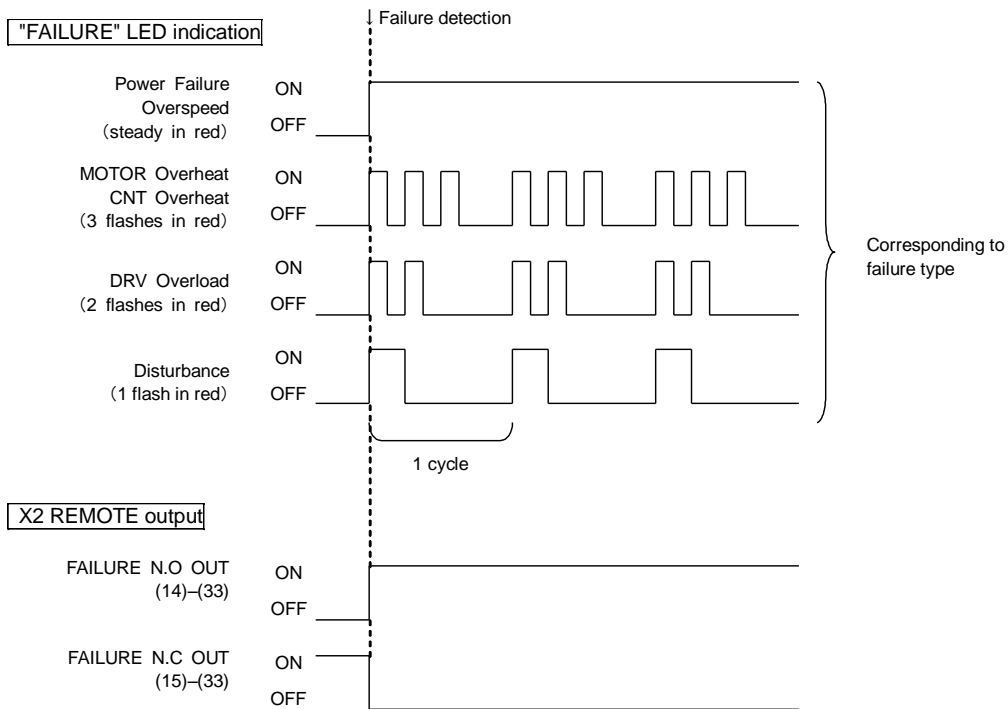 ↓ Failure detection
"FAILURE" LED indication
Power Failure
Overspeed
(steady in red)
ON
OFF
MOTOR Overheat
CNT Overheat
(3 flashes in red)
ON
OFF
DRV Overload
(2 flashes in red)
ON
OFF
Disturbance
(1 flash in red)
ON
OFF
Corresponding to
failure type
1 cycle
X2 REMOTE output
FAILURE N.O OUT
(14)–(33)
ON
OFF
FAILURE N.C OUT
(15)–(33)
ON
OFF